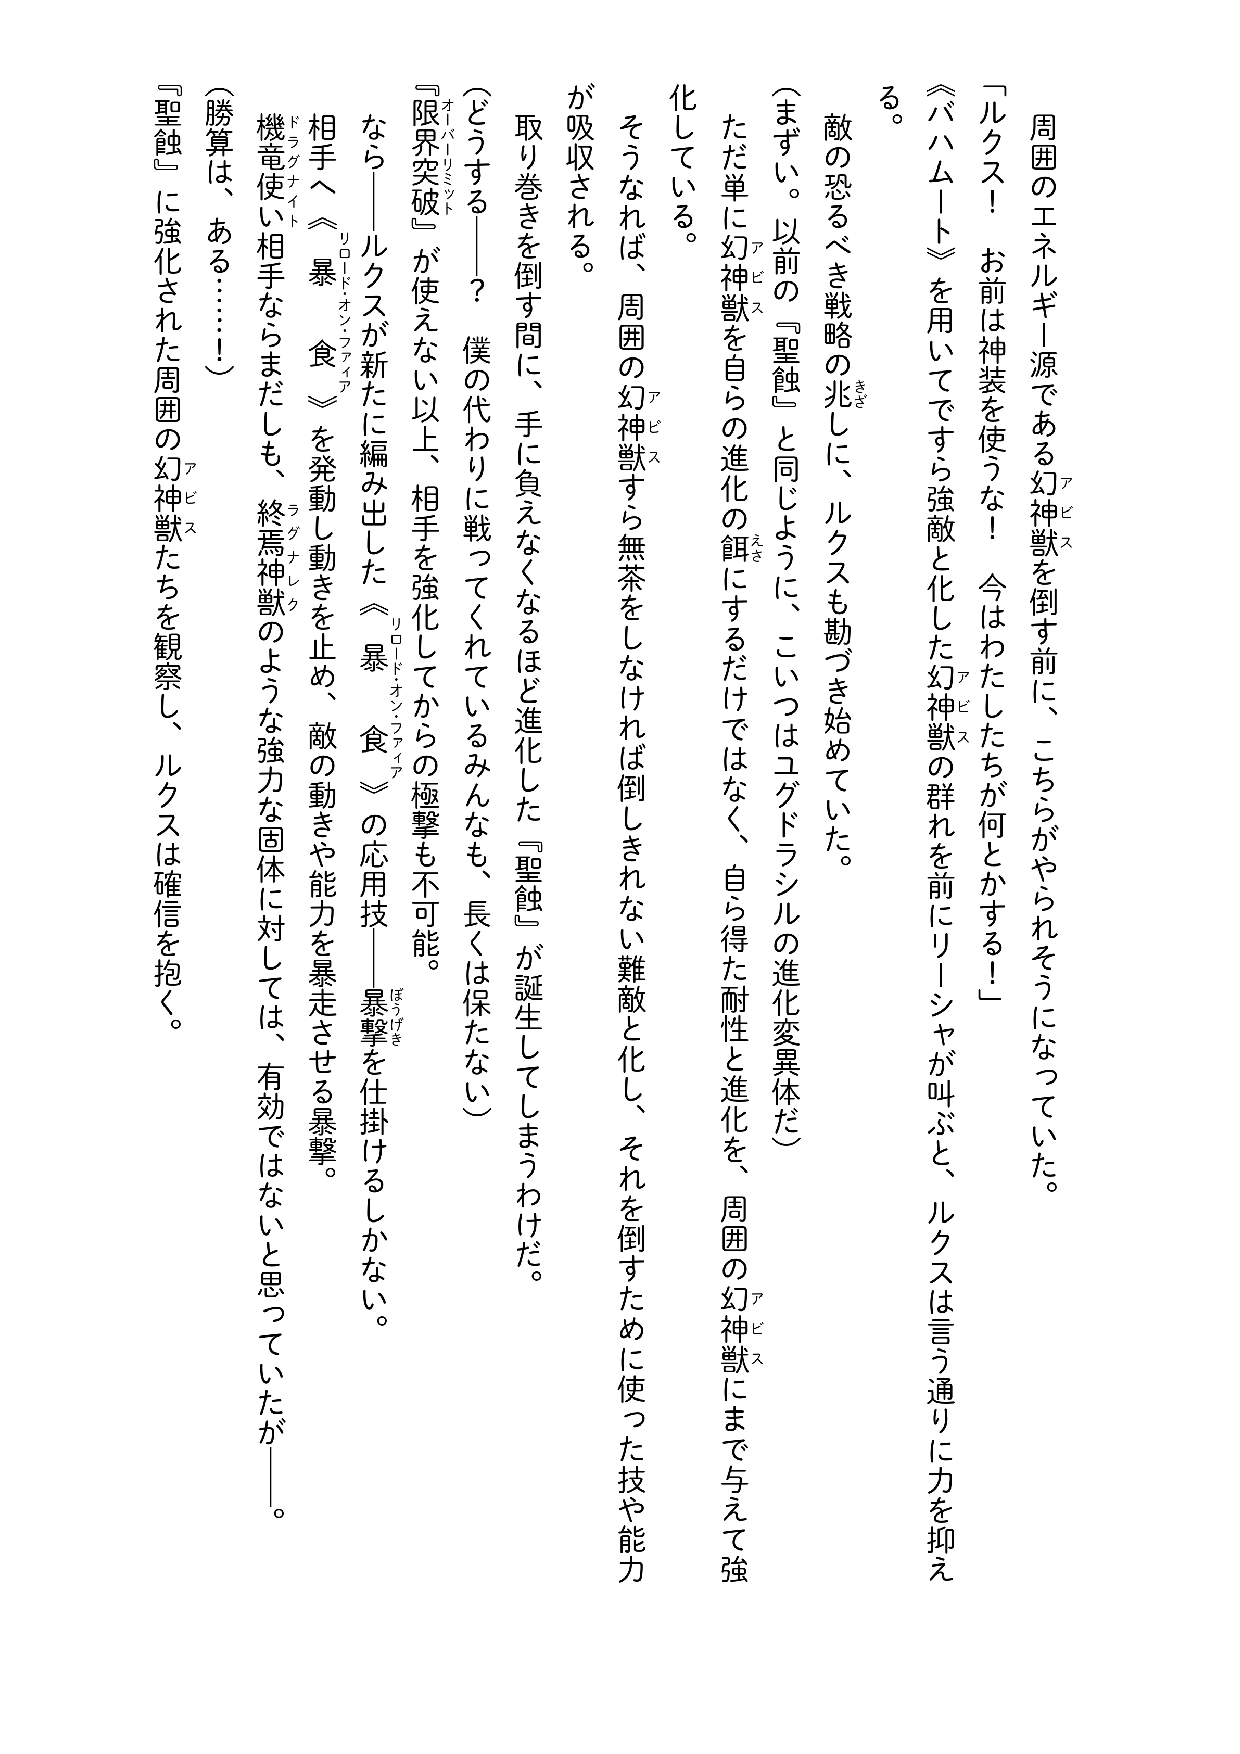 周囲のエネルギー源である幻神獣を倒す前に、こちらがやられそうになっていた。
「ルクス！　お前は神装を使うな！　今はわたしたちが何とかする！」
《バハムート》を用いてですら強敵と化した幻神獣の群れを前にリーシャが叫ぶと、ルクスは言う通りに力を抑え
る。
敵の恐るべき戦略の兆しに、ルクスも勘づき始めていた。
（まずい。以前の『聖蝕』と同じように、こいつはユグドラシルの進化変異体だ）
ただ単に幻神獣を自らの進化の餌にするだけではなく、自ら得た耐性と進化を、周囲の幻神獣にまで与えて強
化している。
そうなれば、周囲の幻神獣すら無茶をしなければ倒しきれない難敵と化し、それを倒すために使った技や能力
が吸収される。
取り巻きを倒す間に、手に負えなくなるほど進化した『聖蝕』が誕生してしまうわけだ。
（どうする――？　僕の代わりに戦ってくれているみんなも、長くは保たない）
『限界突破』が使えない以上、相手を強化してからの極撃も不可能。
なら――ルクスが新たに編み出した《暴食》の応用技――暴撃を仕掛けるしかない。
相手へ《暴食》を発動し動きを止め、敵の動きや能力を暴走させる暴撃。
機竜使い相手ならまだしも、終焉神獣のような強力な固体に対しては、有効ではないと思っていたが――。
（勝算は、ある……！）
『聖蝕』に強化された周囲の幻神獣たちを観察し、ルクスは確信を抱く。